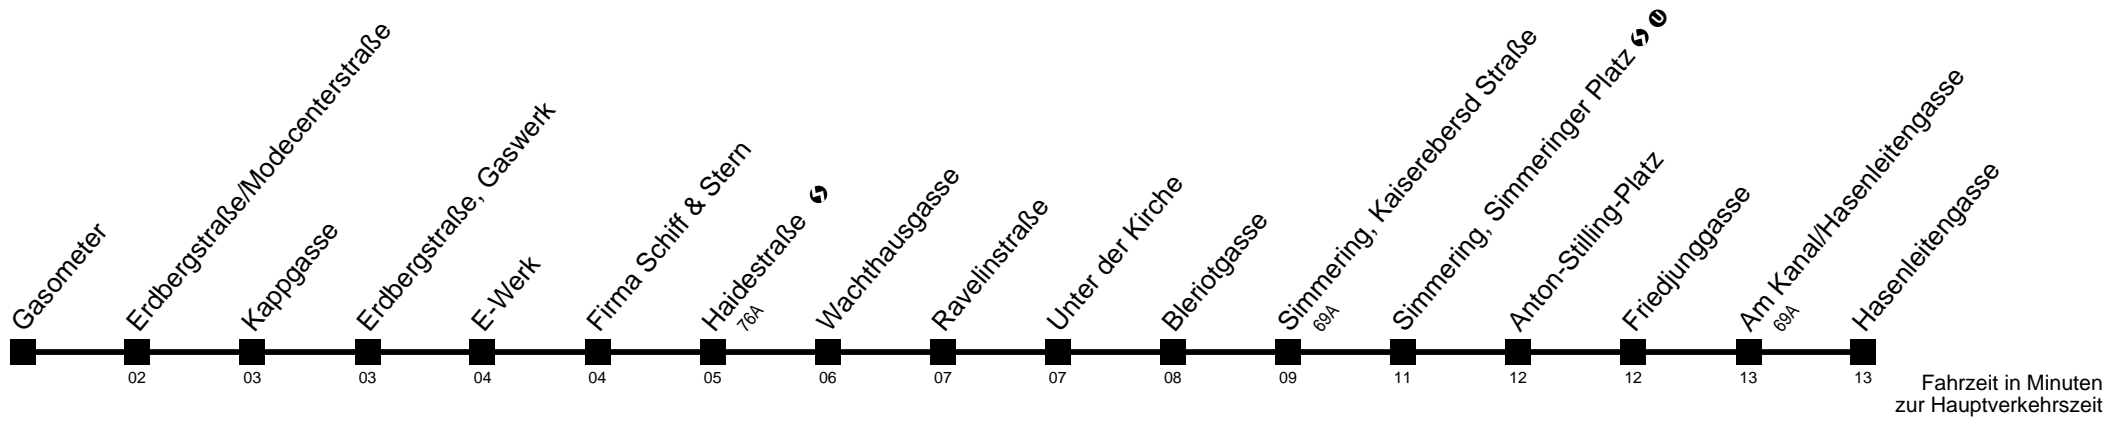 Gasometer
Erdbergstraße/Modecenterstraße
Kappgasse
Erdbergstraße, Gaswerk
E-Werk
Firma Schiff & Stern
Haidestraße
76A
Wachthausgasse
Ravelinstraße
Unter der Kirche
Bleriotgasse
Simmering, Kaiserebersd Straße
69A
Simmering, Simmeringer Platz U
Anton-Stilling-Platz
Friedjunggasse
Am Kanal/Hasenleitengasse
69A
Hasenleitengasse
02 03 03 04 04 05 06 07 07 08 09 11 12 12 13 13
Fahrzeit in Minuten
zur Hauptverkehrszeit